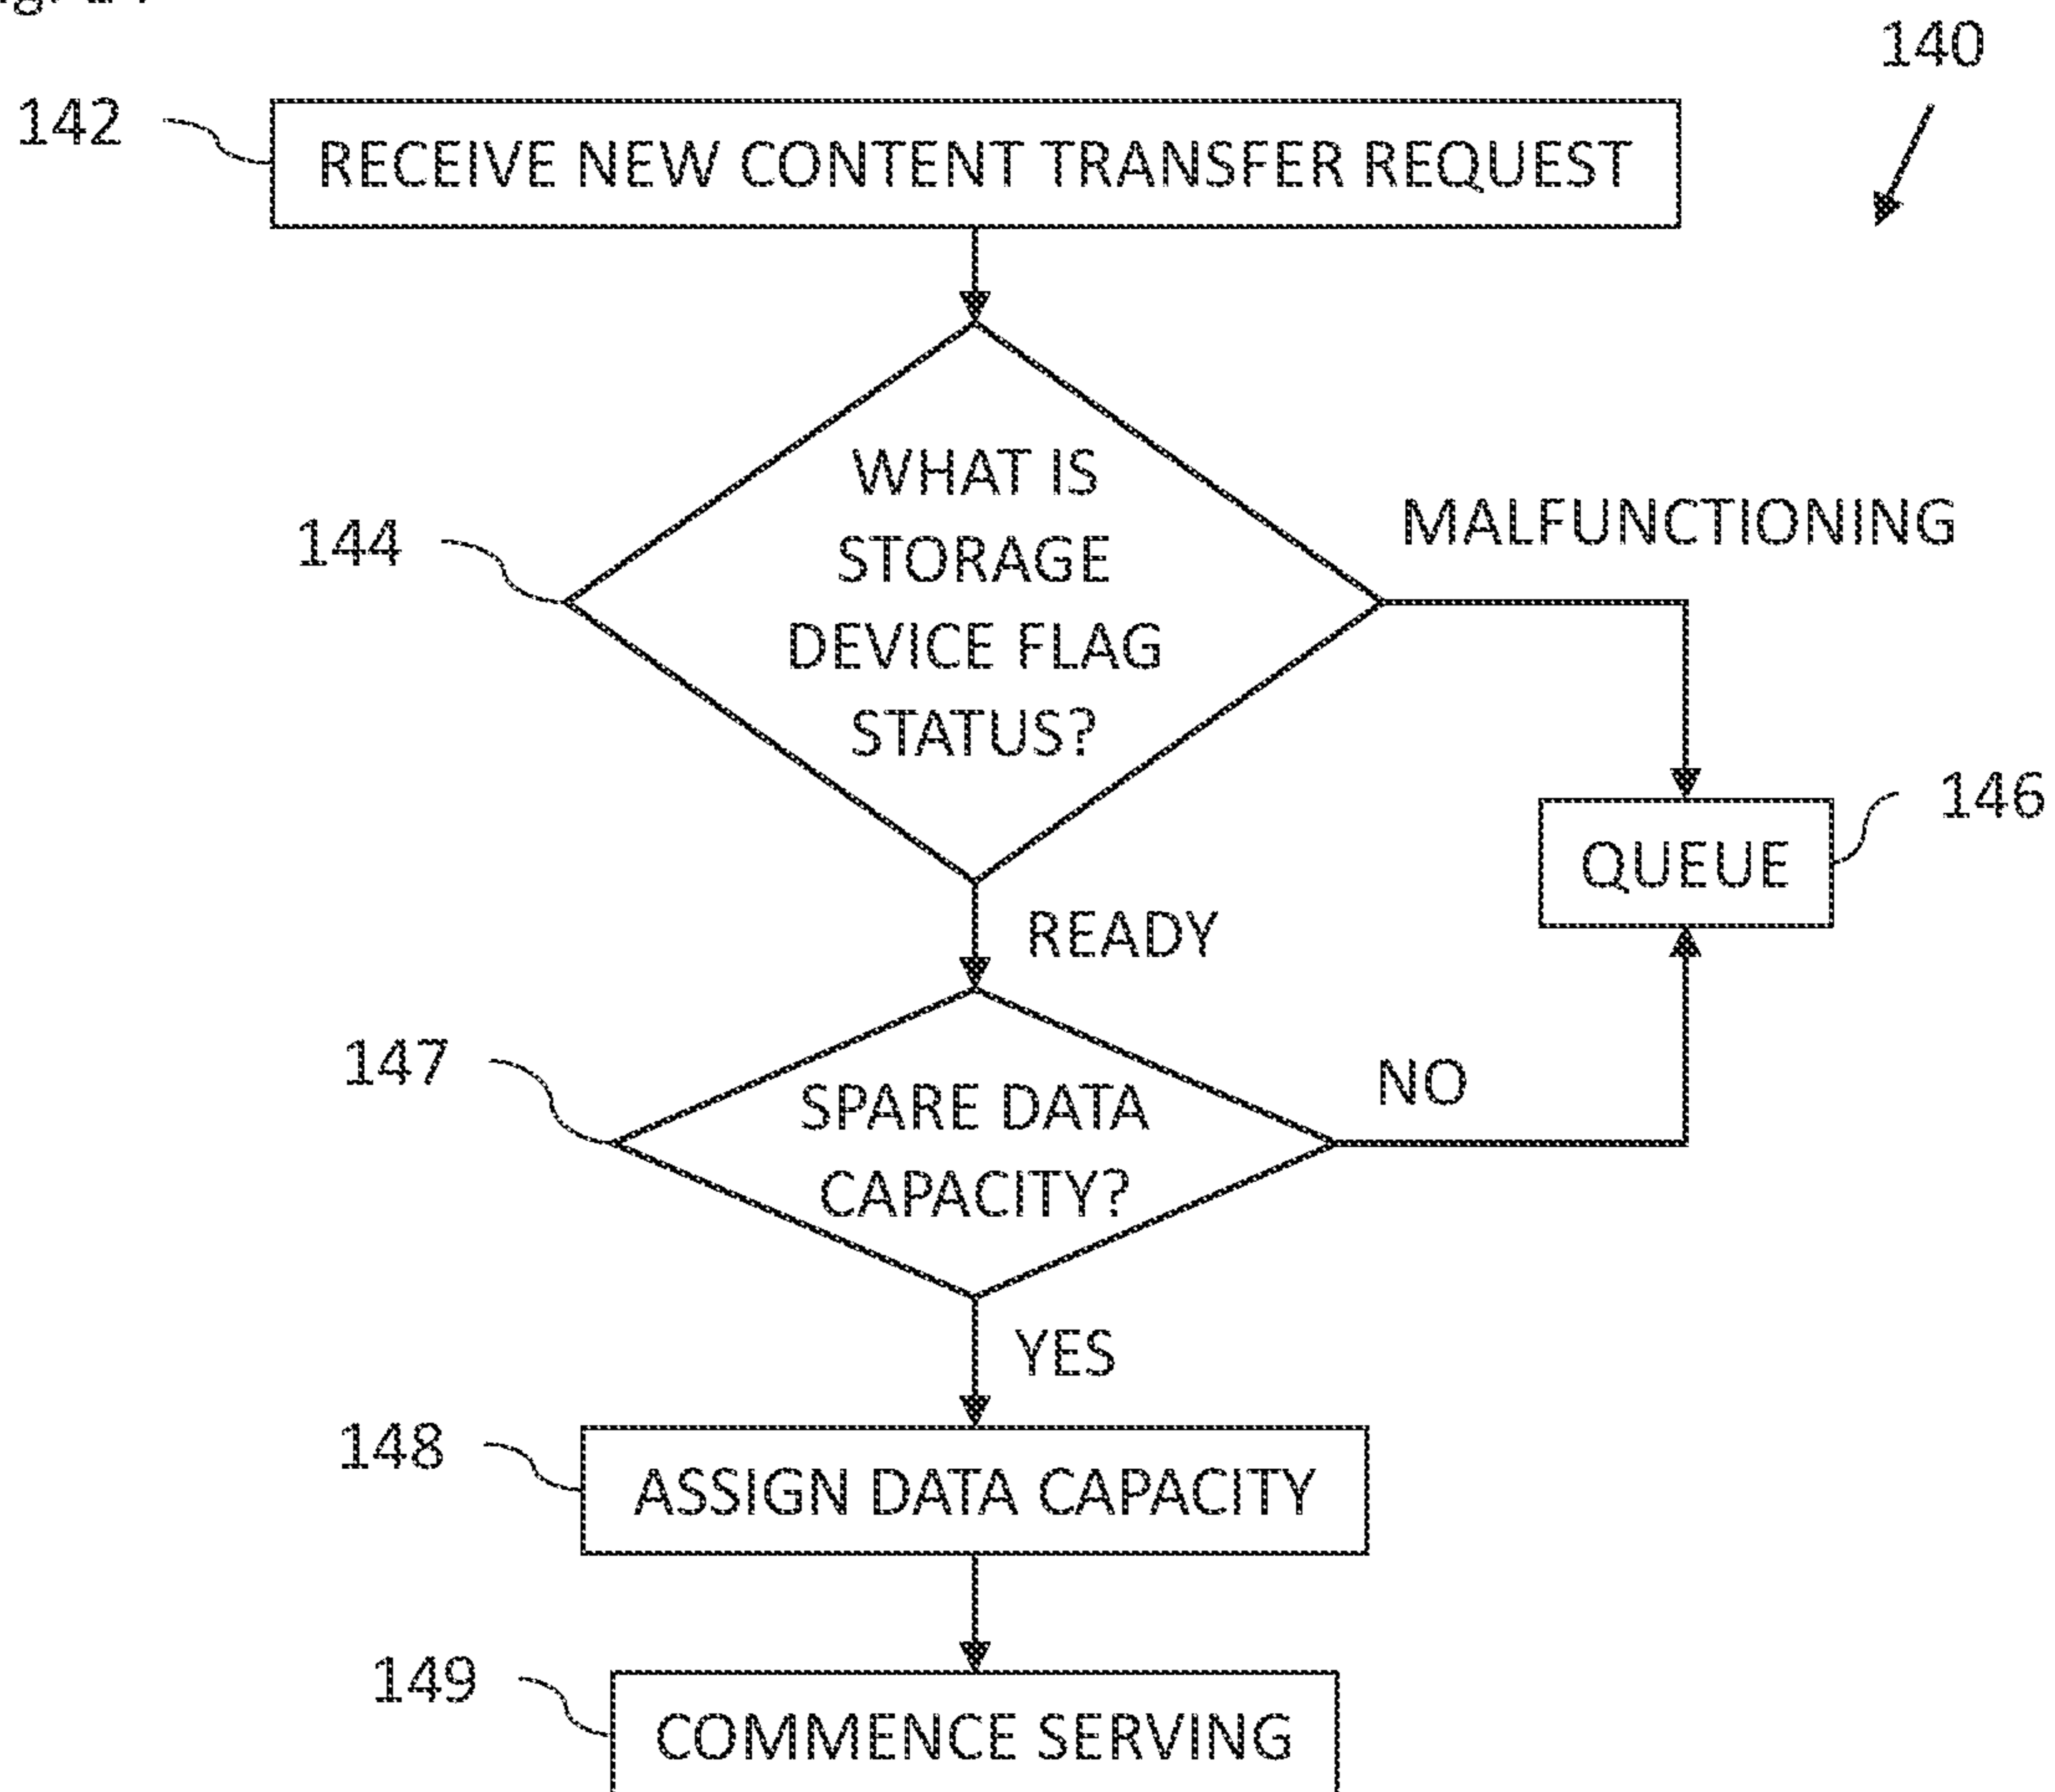 140
142
RECEIVE NEW CONTENT TRANSFER REQUEST
WHAT IS
STORAGE
DEVICE FLAG
STATUS?
144
MALFUNCTIONING
146
QUEUE
READY
147
SPARE DATA
CAPACITY?
NO
YES
148
ASSIGN DATA CAPACITY
149
COMMENCE SERVING